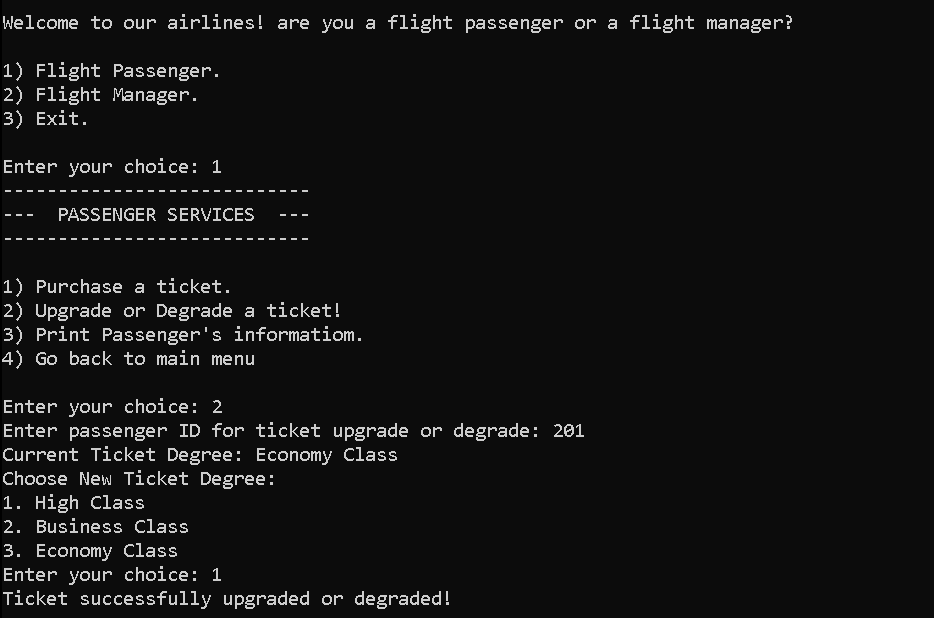 Welcome to our airlines! are you a flight passenger or a flight manager?
1) Flight Passenger.
2) Flight Manager.
3) Exit.
Enter your choice: 1
----------------------------
---  PASSENGER SERVICES  ---
----------------------------
1) Purchase a ticket.
2) Upgrade or Degrade a ticket!
3) Print Passenger's informatiom.
4) Go back to main menu
Enter your choice: 2
Enter passenger ID for ticket upgrade or degrade: 201
Current Ticket Degree: Economy Class
Choose New Ticket Degree:
1. High Class
2. Business Class
3. Economy Class
Enter your choice: 1
Ticket successfully upgraded or degraded!